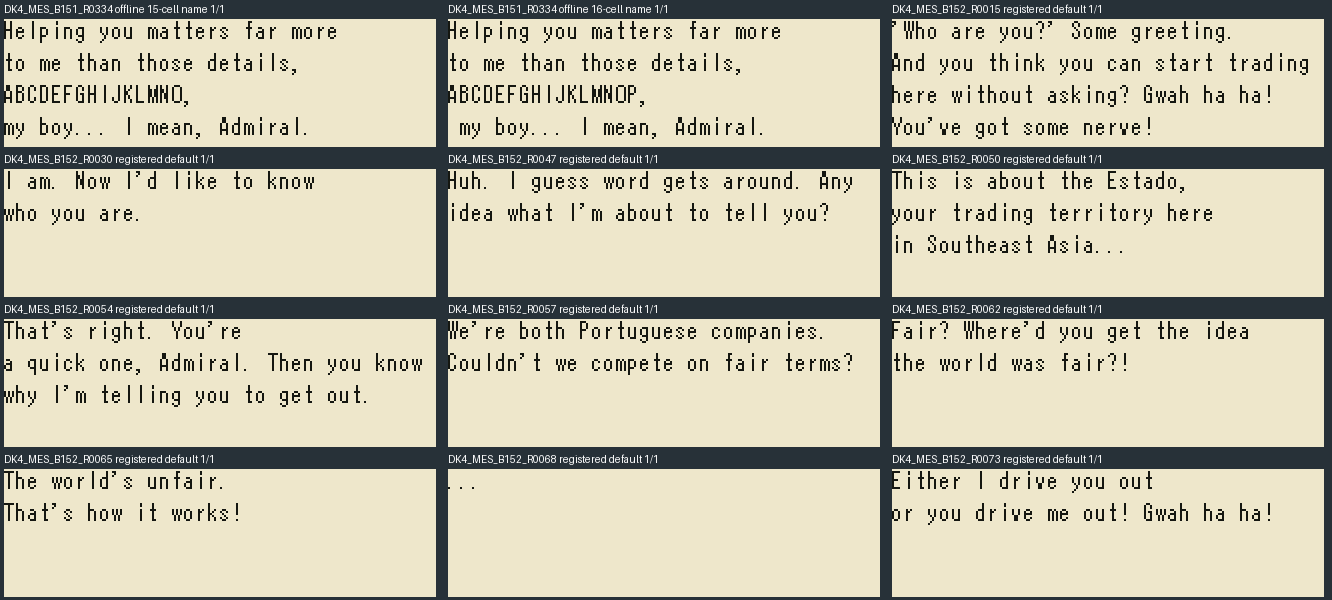 DK4_MES_B151_R0334 offline 15-cell name 1/1
Helping you matters far more
to me than those details,
ABCDEFGHIJKLMNO,
my boy... I mean, Admiral.
DK4_MES_B151_R0334 offline 16-cell name 1/1
Helping you matters far more
to me than those details,
ABCDEFGHIJKLMNOP,
my boy... I mean, Admiral.
DK4_MES_B152_R0015 registered default 1/1
'Who are you?' Some greeting.
And you think you can start trading
here without asking? Gwah ha ha!
You've got some nerve!
DK4_MES_B152_R0030 registered default 1/1
I am. Now I'd like to know
who you are.
DK4_MES_B152_R0047 registered default 1/1
Huh. I guess word gets around. Any
idea what I'm about to tell you?
DK4_MES_B152_R0050 registered default 1/1
This is about the Estado,
your trading territory here
in Southeast Asia...
DK4_MES_B152_R0054 registered default 1/1
That's right. You're
a quick one, Admiral. Then you know
why I'm telling you to get out.
DK4_MES_B152_R0057 registered default 1/1
We're both Portuguese companies.
Couldn't we compete on fair terms?
DK4_MES_B152_R0062 registered default 1/1
Fair? Where'd you get the idea
the world was fair?!
DK4_MES_B152_R0065 registered default 1/1
The world's unfair.
That's how it works!
DK4_MES_B152_R0068 registered default 1/1
...
DK4_MES_B152_R0073 registered default 1/1
Either I drive you out
or you drive me out! Gwah ha ha!